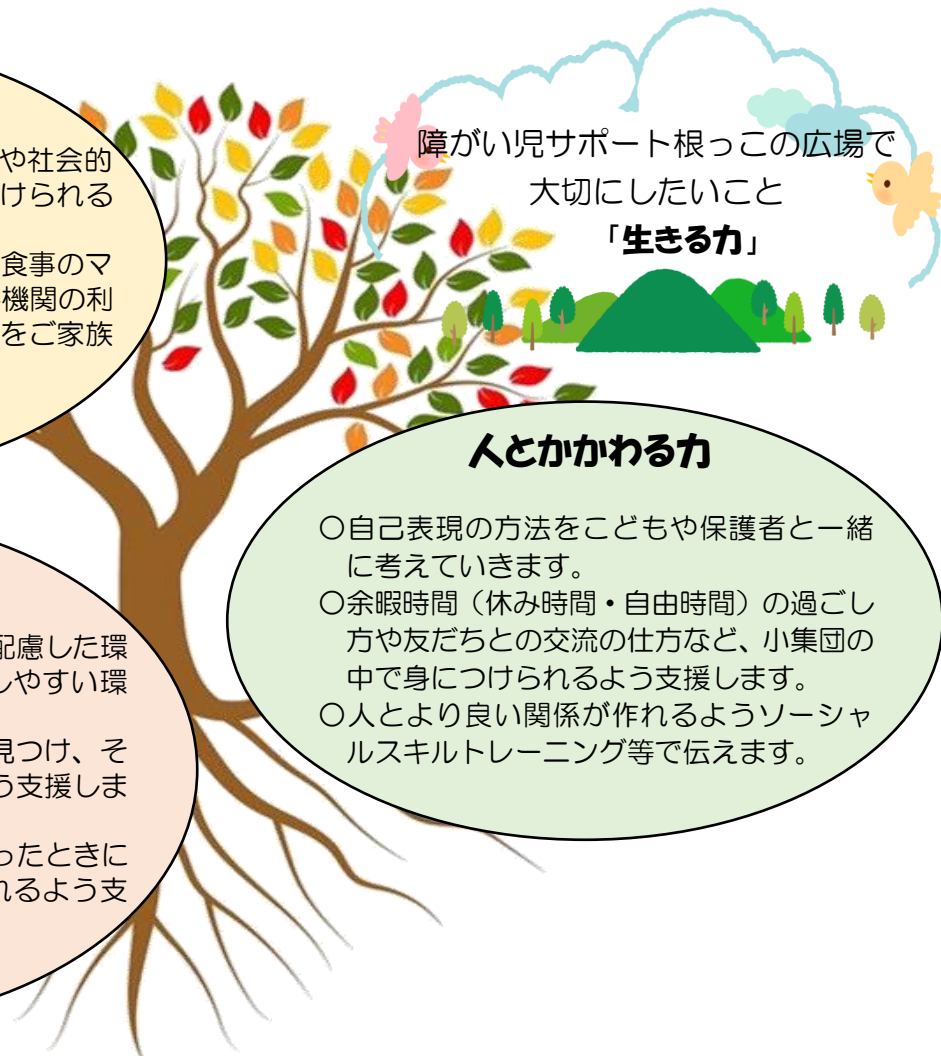 障がい児サポート根っこの広場で
大切にしたいこと
「生きる力」
や社会的
けられる
食事のマ
機関の利
をご家族
人とかかわる力
〇自己表現の方法をこどもや保護者と一緒
に考えていきます。
〇余暇時間（休み時間・自由時間）の過ごし
方や友だちとの交流の仕方など、小集団の
中で身につけられるよう支援します。
〇人とより良い関係が作れるようソーシャ
ルスキルトレーニング等で伝えます。
配慮した環
しやすい環
見つけ、そ
う支援しま
ったときに
れるよう支